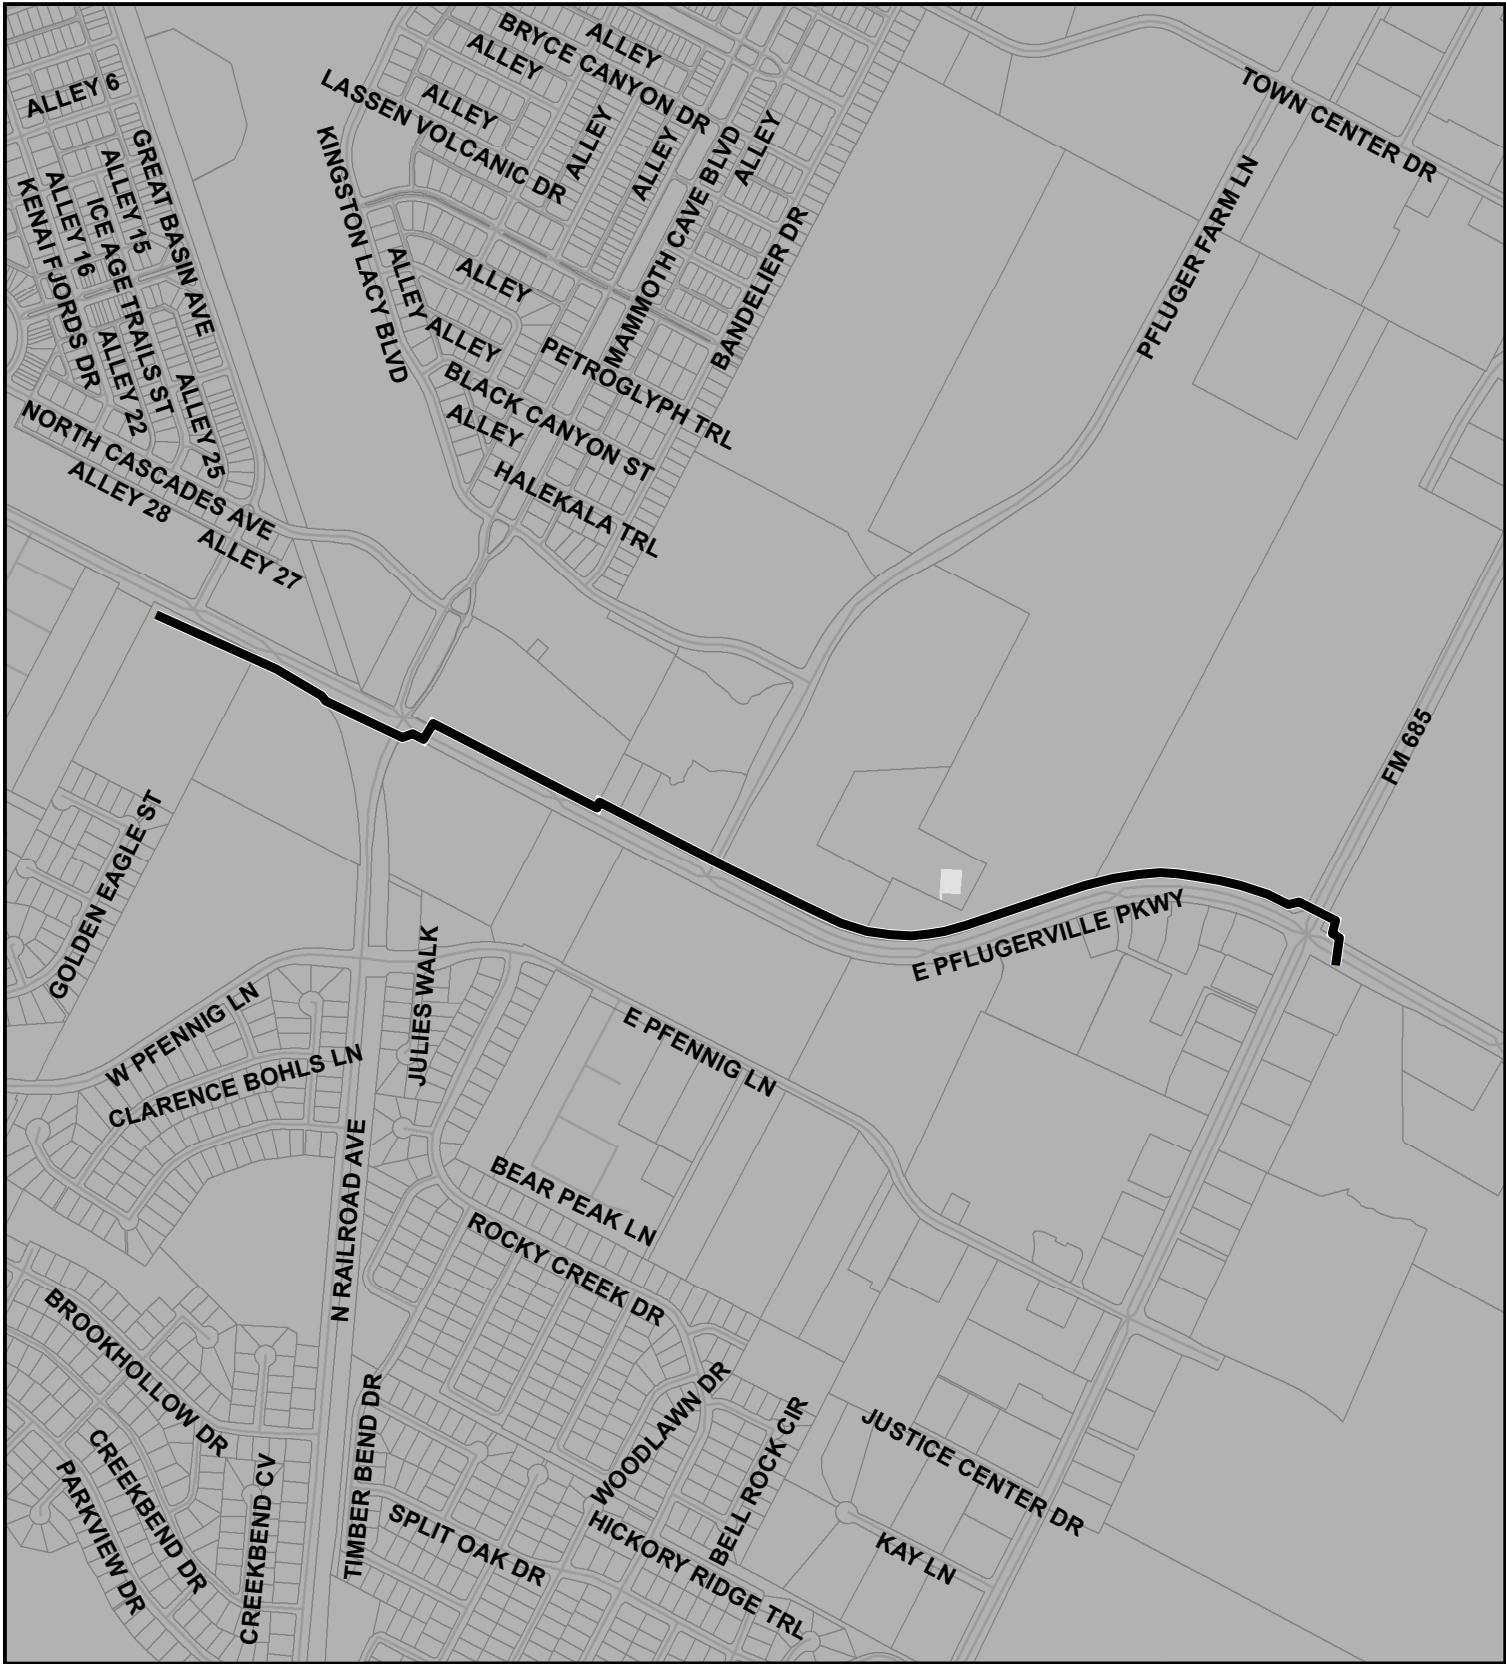 BRYCE CANYON DR
ALLEY
ALLEY
TOWN CENTER DR
ALLEY 6
LASSEN VOLCANIC DR
ALLEY
ALLEY
ALLEY
ALLEY
KINGSTON LACY BLVD
GREAT BASIN AVE
ALLEY 15
ICE AGE TRAILS ST
ALLEY 16
KENAI FJORDS DR
MAMMOTH CAVE BLVD
BANDELIER DR
PFLUGER FARM LN
ALLEY
ALLEY
ALLEY
ALLEY 22
ALLEY 25
PETROGLYPH TRL
BLACK CANYON ST
ALLEY
HALEKALA TRL
NORTH CASCADES AVE
ALLEY 28
ALLEY 27
FM 685
GOLDEN EAGLE ST
E PFLUGERVILLE PKWY
JULIES WALK
W PFENNIG LN
CLARENCE BOHLS LN
E PFENNIG LN
N RAILROAD AVE
BEAR PEAK LN
ROCKY CREEK DR
BROOKHOLLOW DR
TIMBER BEND DR
WOODLAWN DR
BELL ROCK CIR
JUSTICE CENTER DR
CREEKBEND DR
PARKVIEW DR
CREEKBEND CV
SPLIT OAK DR
HICKORY RIDGE TRL
KAY LN